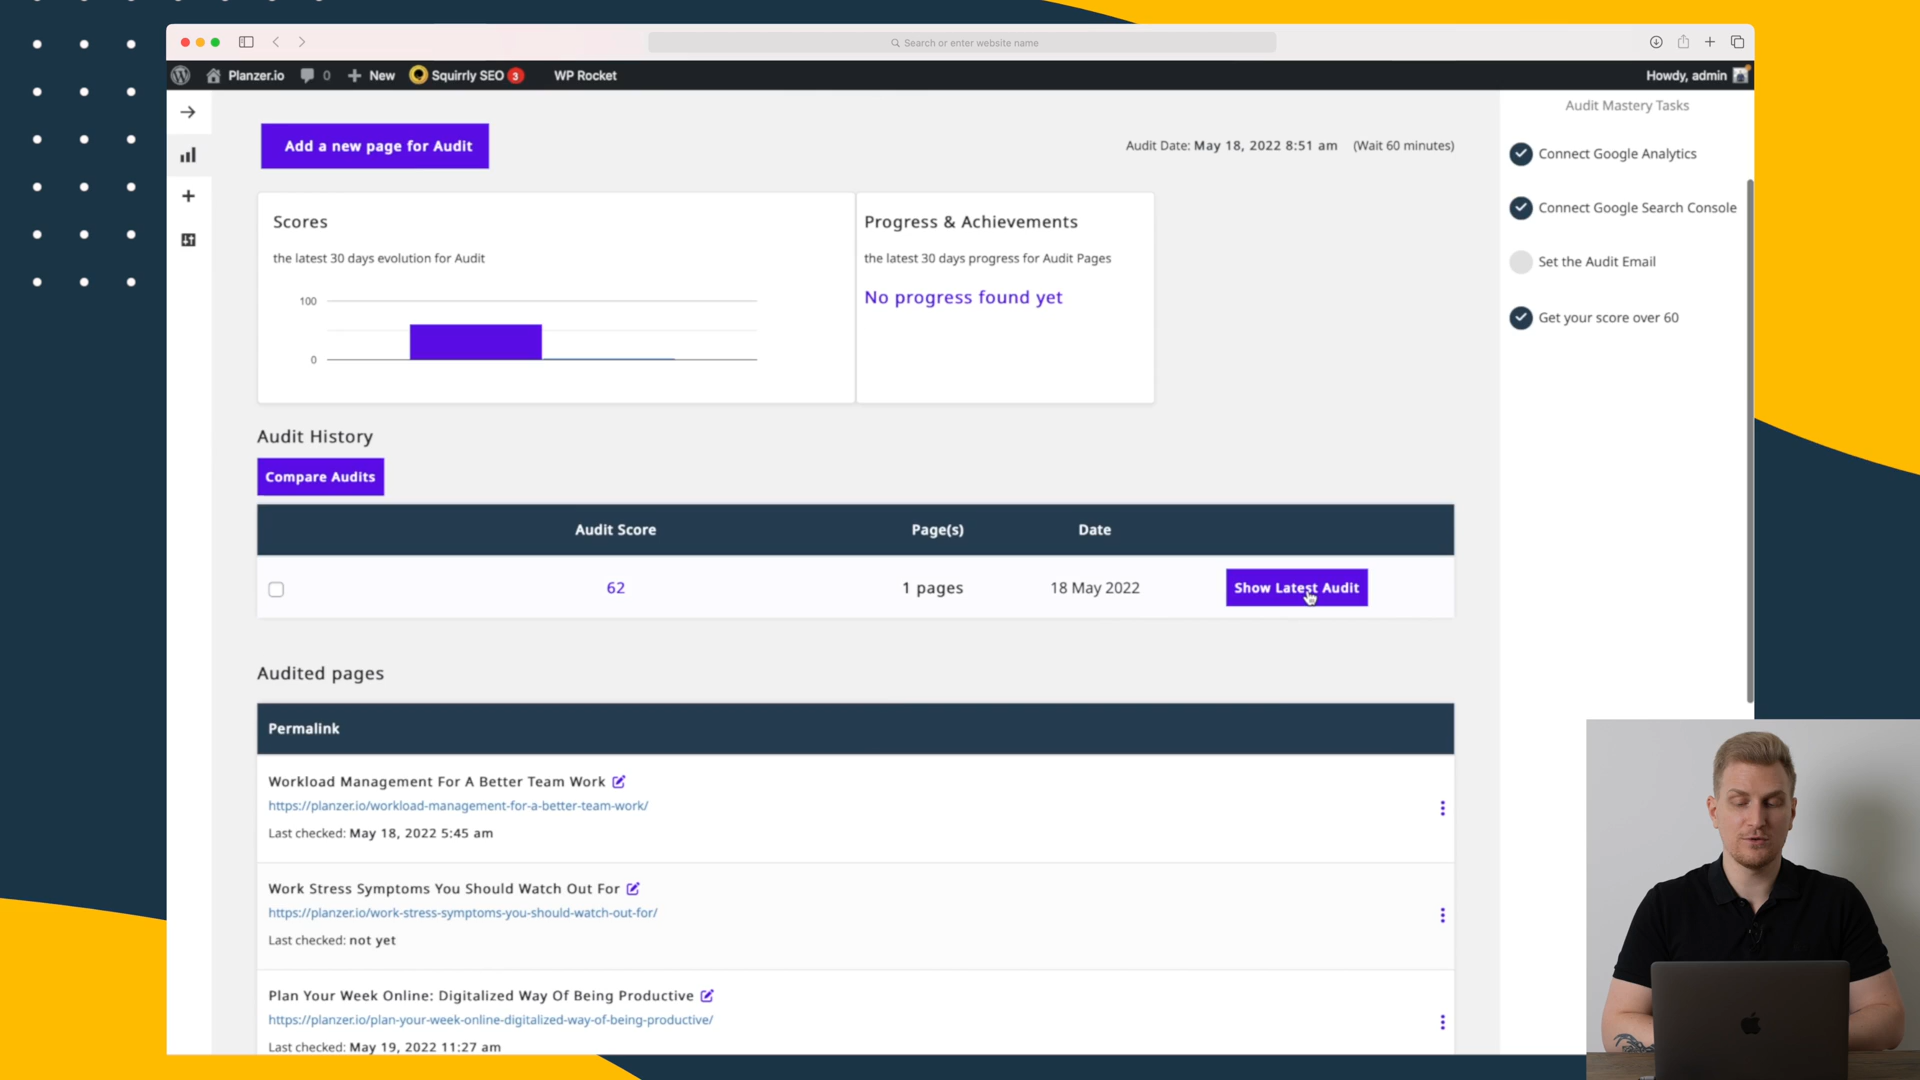 Search or enter website name
Planzer.io 0 New Squirrly SEO 3 WP Rocket Howdy, admin
Add a new page for Audit
Audit Date: May 18, 2022 8:51 am (Wait 60 minutes)
Scores
the latest 30 days evolution for Audit
100
0
Progress & Achievements
the latest 30 days progress for Audit Pages
No progress found yet
Audit History
Compare Audits
Audit Score Page(s) Date
62 1 pages 18 May 2022 Show Latest Audit
Audited pages
Permalink
Workload Management For A Better Team Work
https://planzer.io/workload-management-for-a-better-team-work/
Last checked: May 18, 2022 5:45 am
Work Stress Symptoms You Should Watch Out For
https://planzer.io/work-stress-symptoms-you-should-watch-out-for/
Last checked: not yet
Plan Your Week Online: Digitalized Way Of Being Productive
https://planzer.io/plan-your-week-online-digitalized-way-of-being-productive/
Last checked: May 19, 2022 11:27 am
Audit Mastery Tasks
Connect Google Analytics
Connect Google Search Console
Set the Audit Email
Get your score over 60